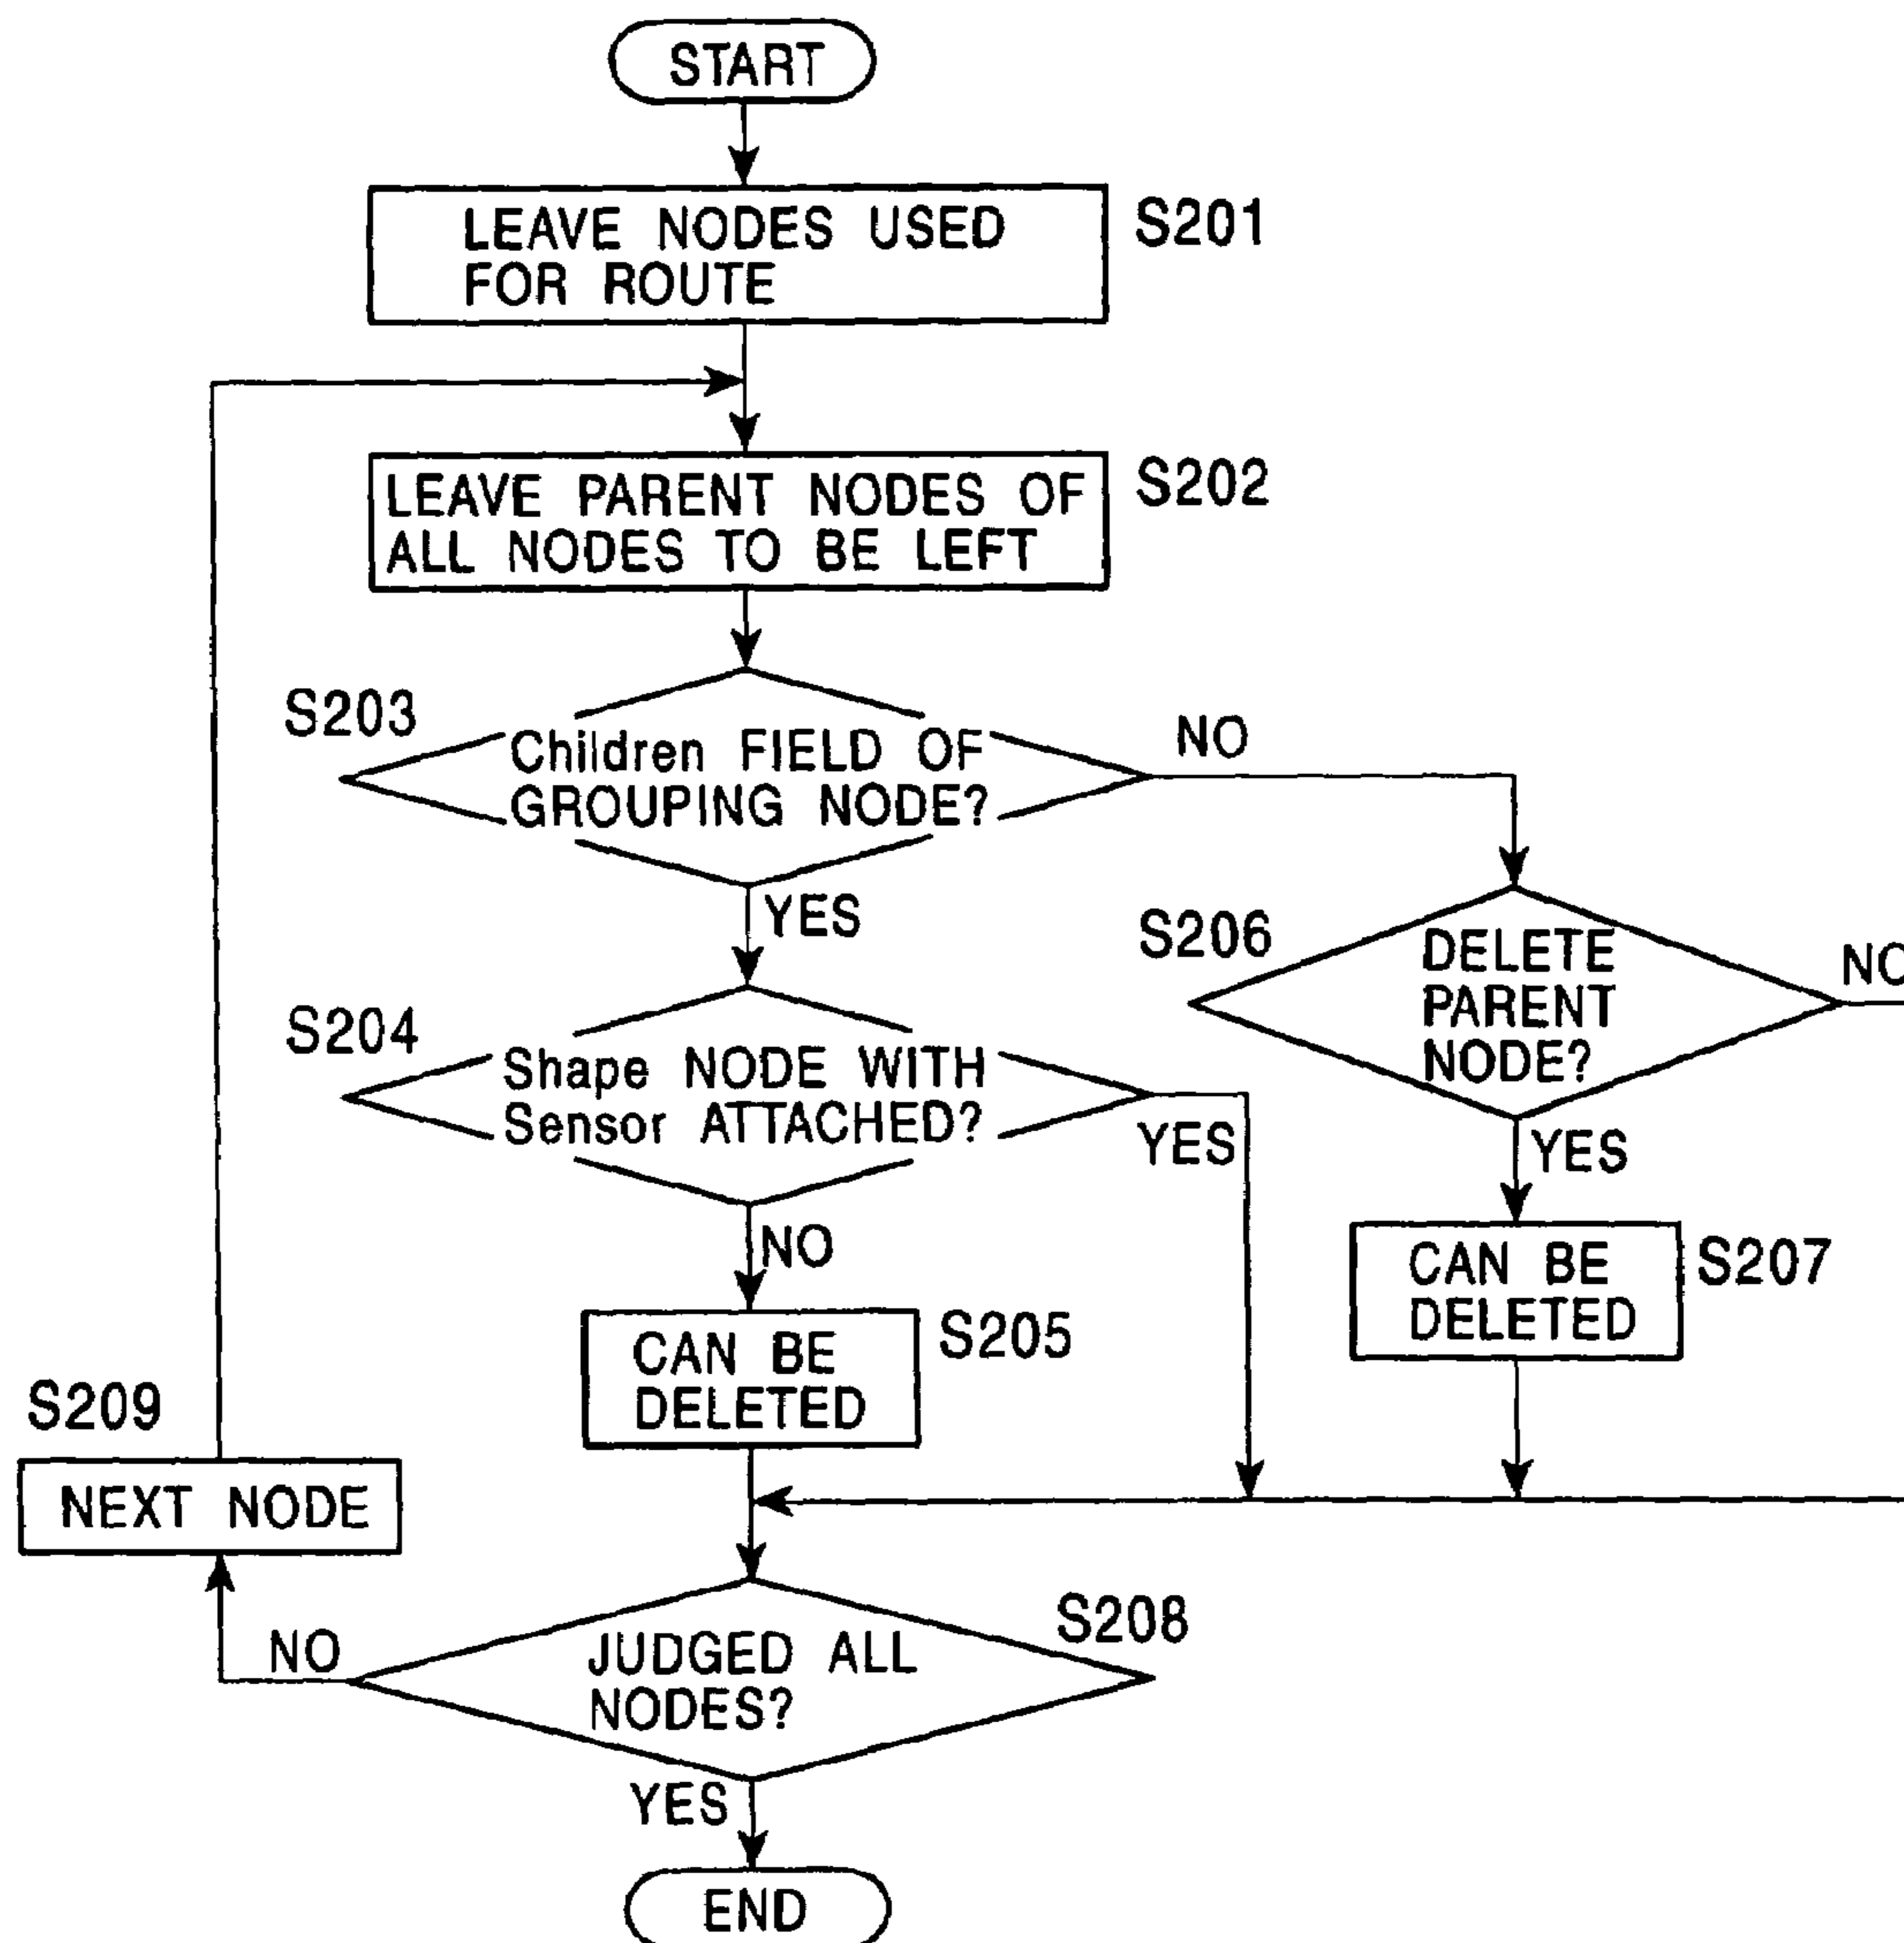 START
LEAVE NODES USED
FOR ROUTE
S201
LEAVE PARENT NODES OF
ALL NODES TO BE LEFT
S202
S203
Children FIELD OF
GROUPING NODE?
NO
YES
S206
DELETE
PARENT
NODE?
NO
S204
Shape NODE WITH
Sensor ATTACHED?
YES
YES
NO
CAN BE
DELETED
S207
CAN BE
DELETED
S205
S209
NEXT NODE
S208
JUDGED ALL
NODES?
NO
YES
END